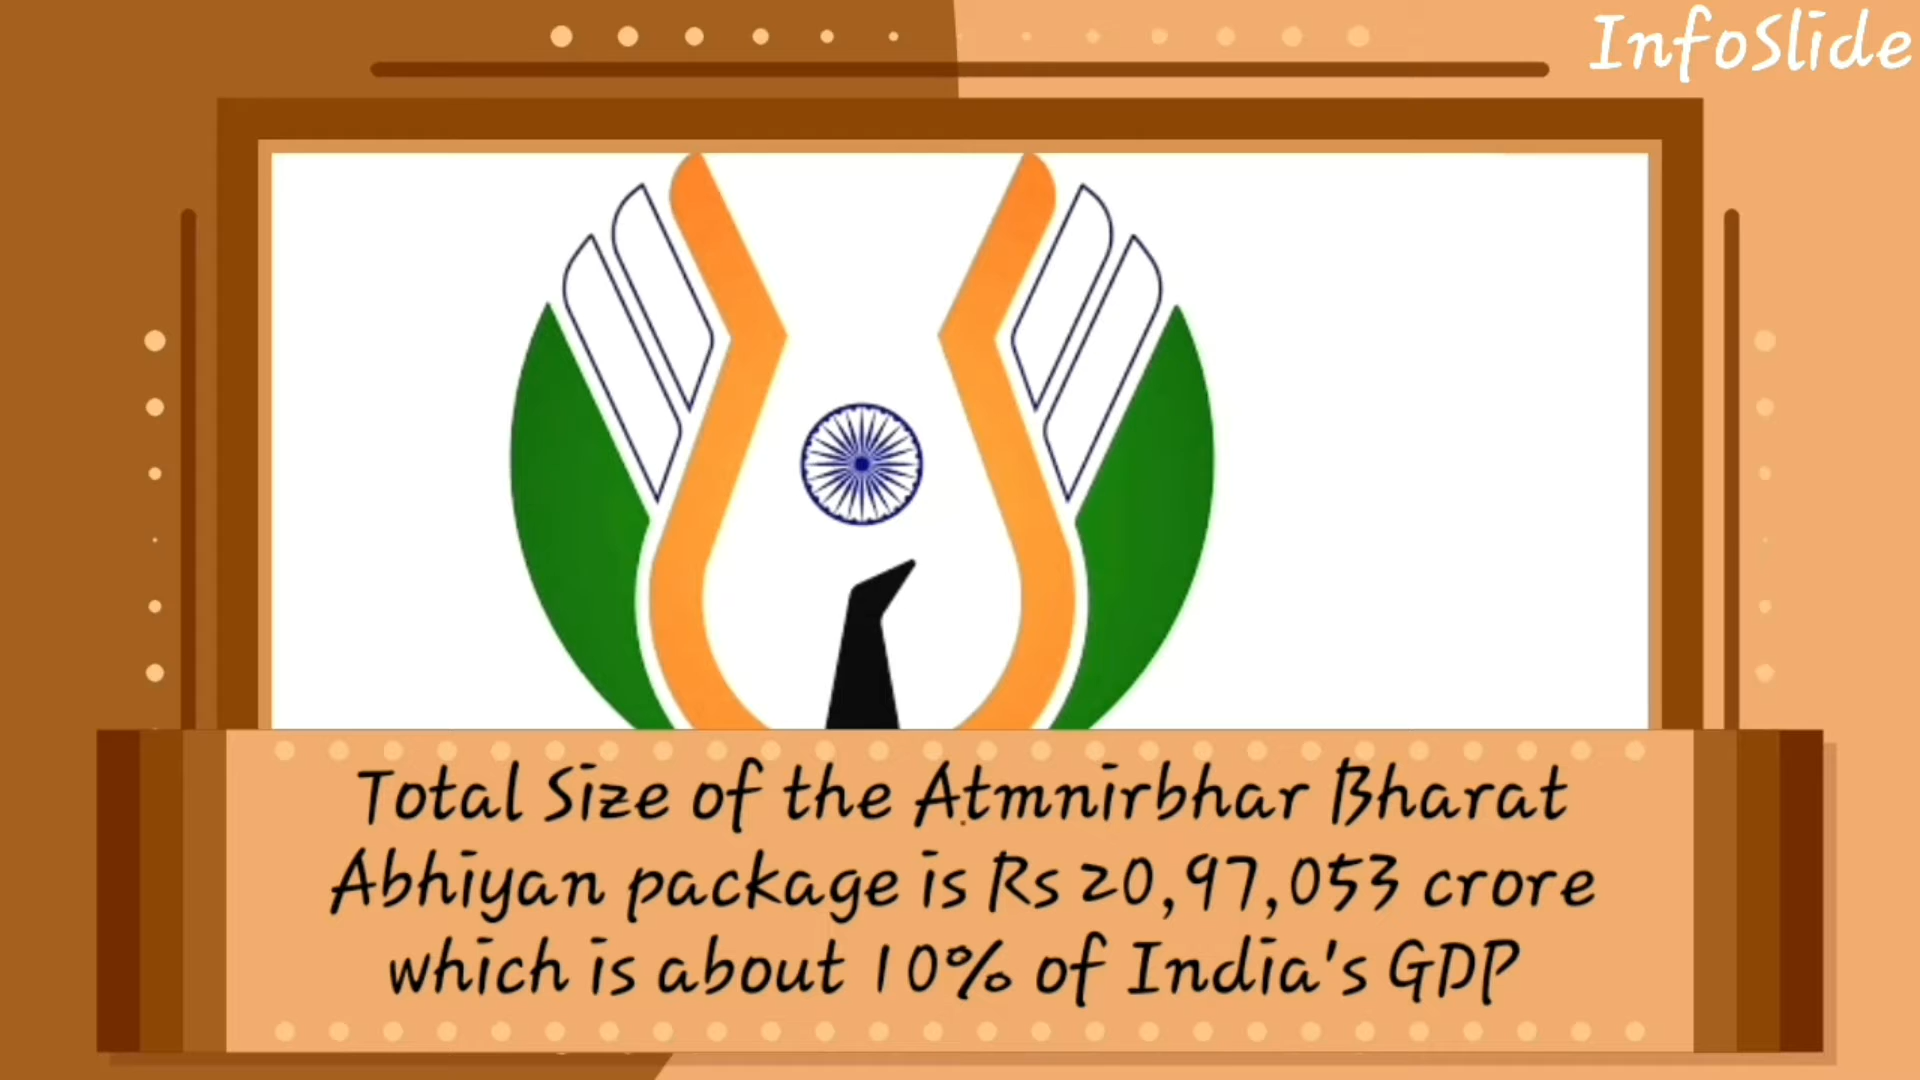 InfoSlide
Total Size of the Atmnirbhar Bharat
Abhiyan package is Rs 20,97,053 crore
which is about 10% of India's GDP